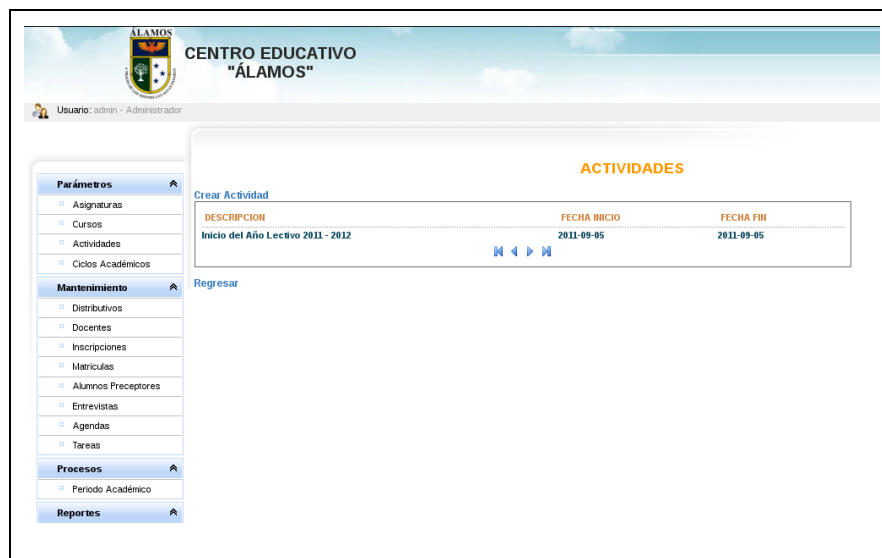 ÁLAMOS
CENTRO EDUCATIVO
"ÁLAMOS"
Usuario: admin - Administrador
ACTIVIDADES
Parámetros
Asignaturas
Cursos
Actividades
Ciclos Académicos
Mantenimiento
Distributivos
Docentes
Inscripciones
Matriculas
Alumnos Preceptores
Entrevistas
Agendas
Tareas
Procesos
Periodo Académico
Reportes
Crear Actividad
DESCRIPCION FECHA INICIO FECHA FIN
Inicio del Año Lectivo 2011 - 2012 2011-09-05 2011-09-05
Regresar